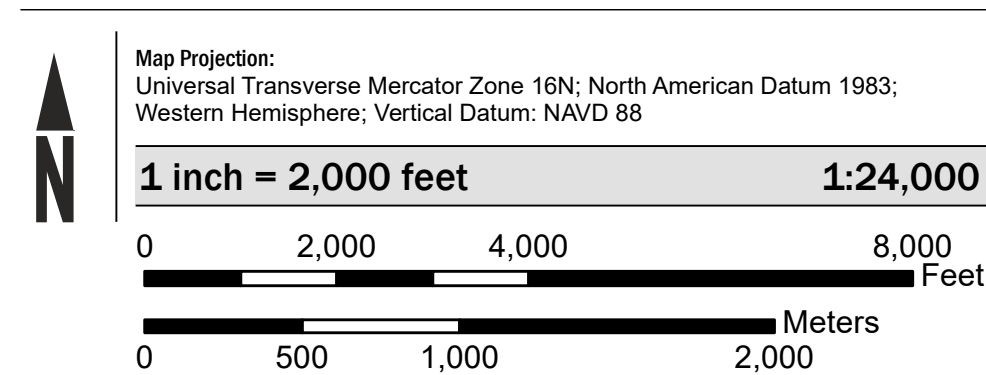 Map Projection:
Universal Transverse Mercator Zone 16N; North American Datum 1983;
Western Hemisphere; Vertical Datum: NAVD 88
N
1 inch = 2,000 feet 1:24,000
0 2,000 4,000 8,000
Feet
Meters
0 500 1,000 2,000